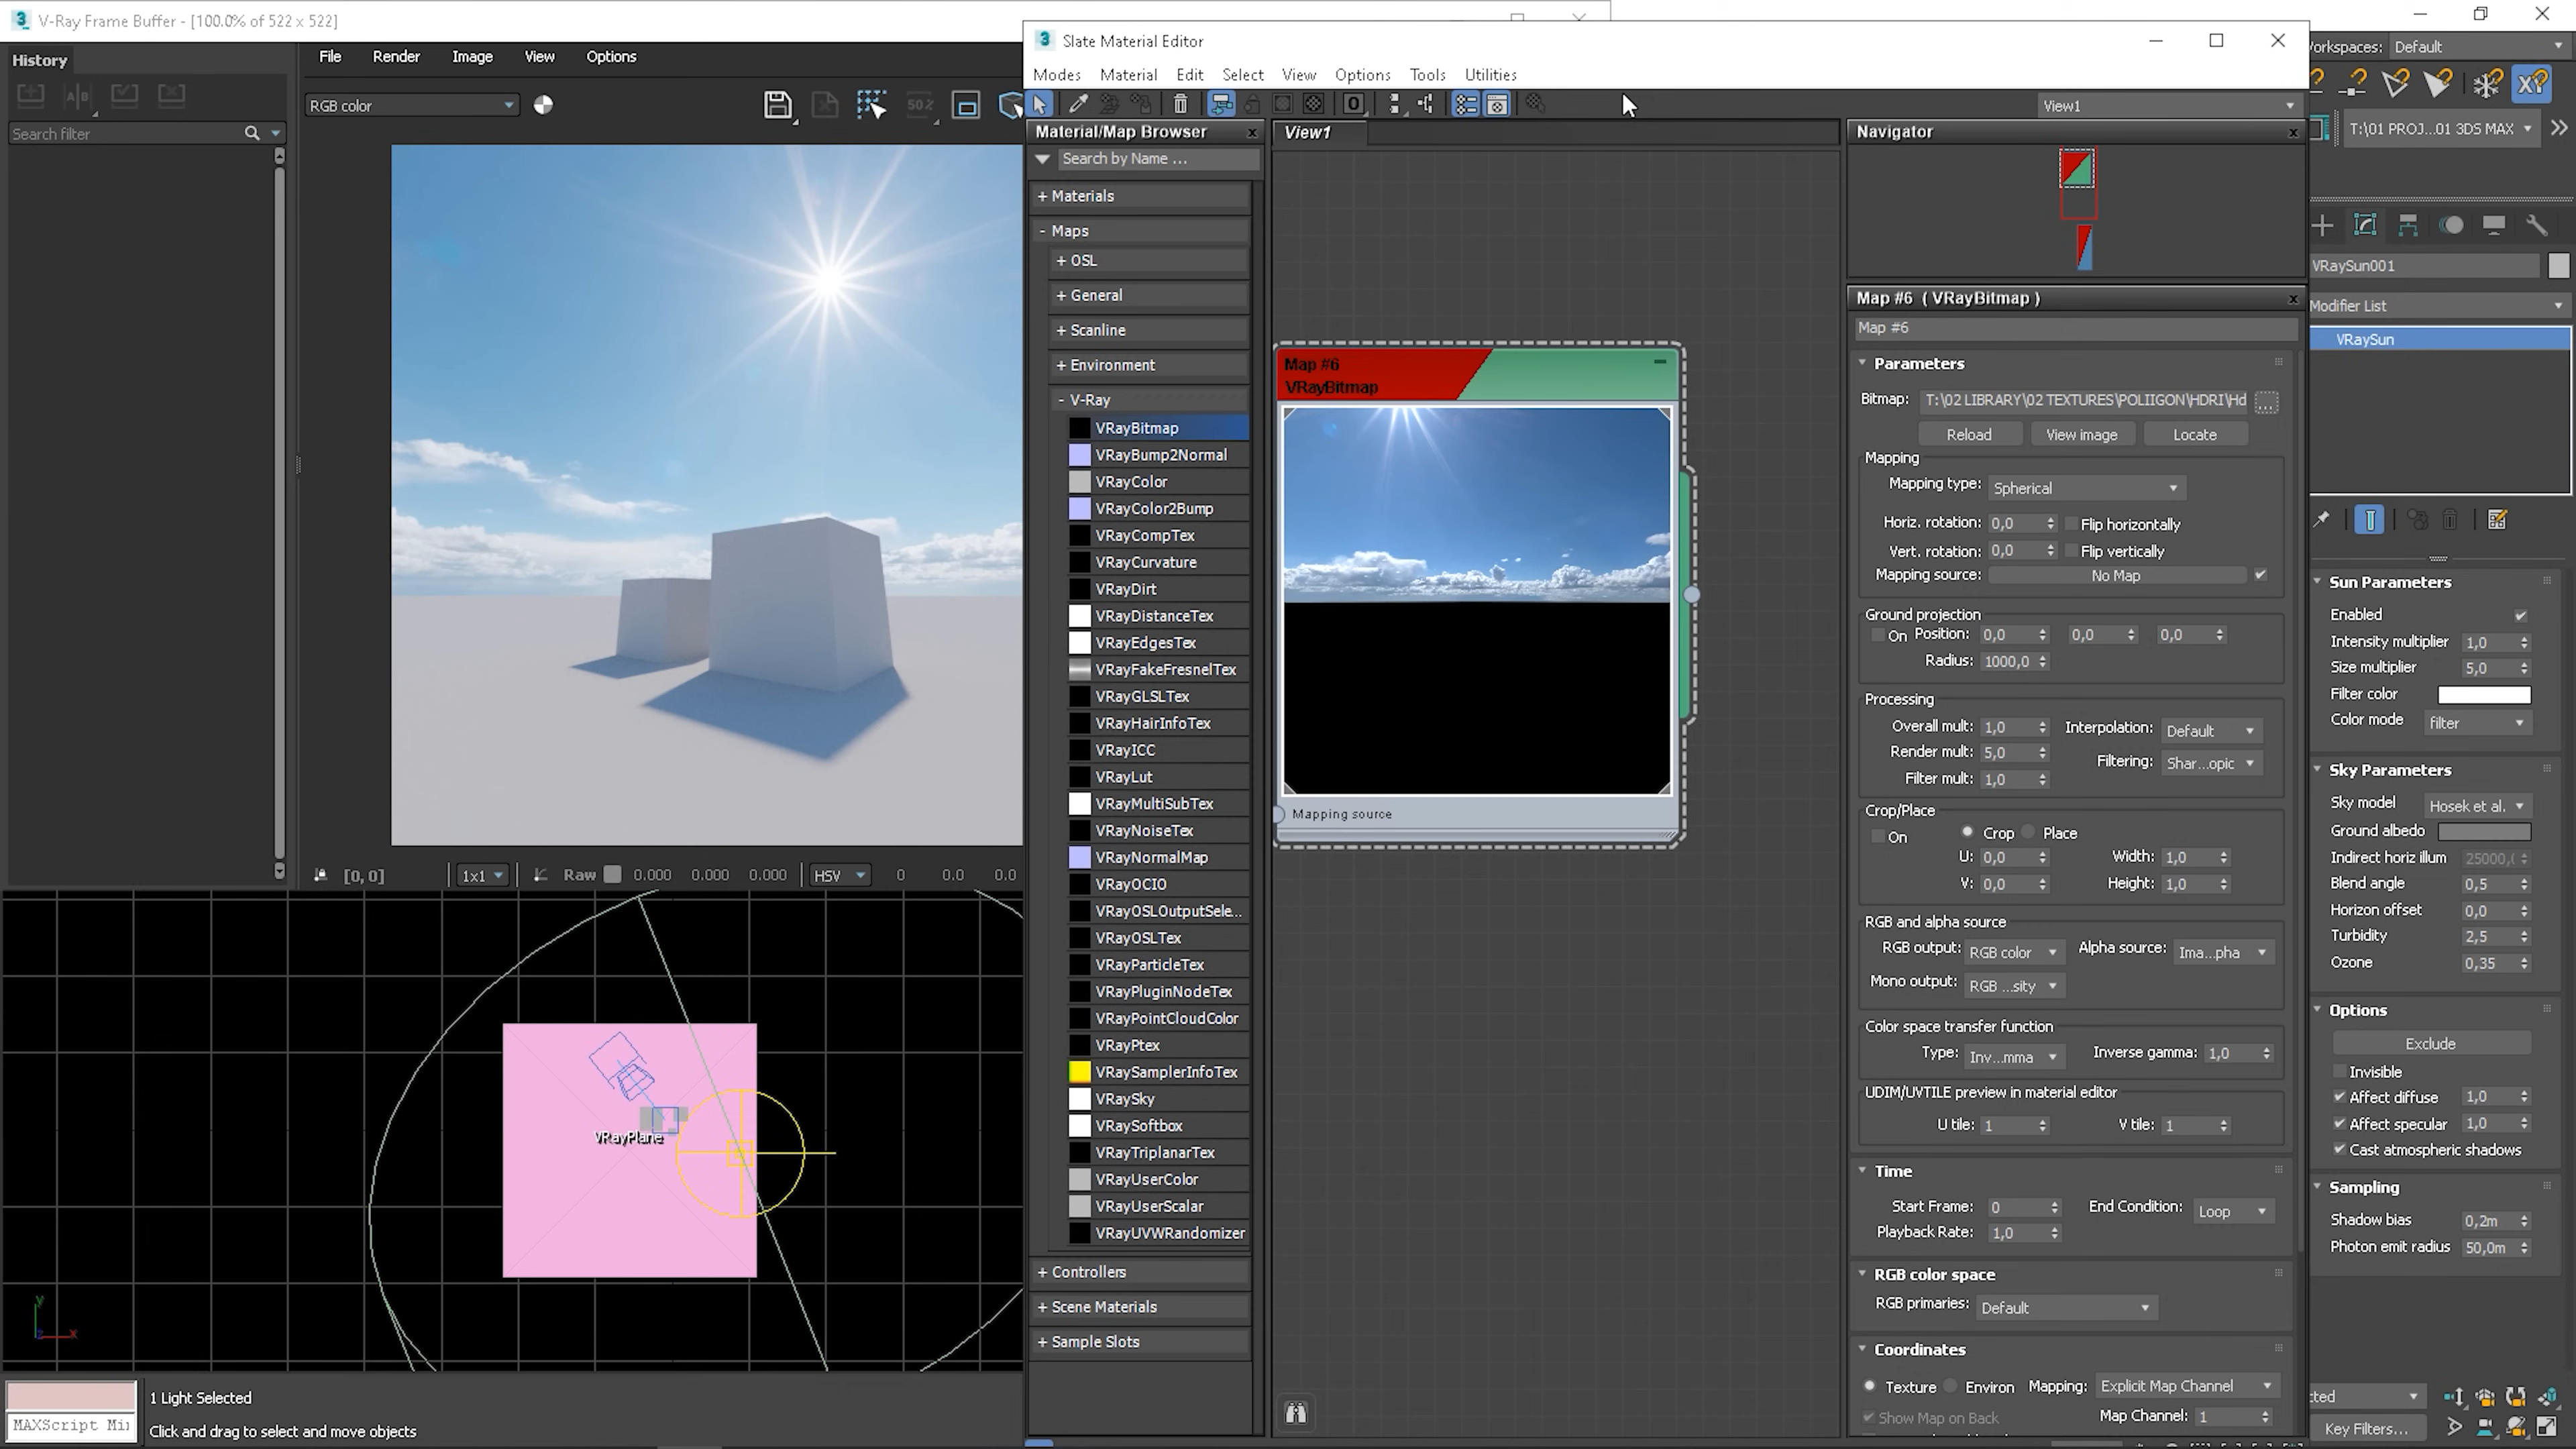 V-Ray Frame Buffer - [100.0% of 522 x 522]
History
Search filter
File Render Image View Options
RGB color
50%
[0, 0] 1x1 Raw 0.000 0.000 0.000 HSV 0 0.0 0.0
VRayPlane
y
x
1 Light Selected
MAXScript Mi
Click and drag to select and move objects
Slate Material Editor
Modes Material Edit Select View Options Tools Utilities
View1
Material/Map Browser
Search by Name ...
+ Materials
- Maps
+ OSL
+ General
+ Scanline
+ Environment
- V-Ray
VRayBitmap
VRayBump2Normal
VRayColor
VRayColor2Bump
VRayCompTex
VRayCurvature
VRayDirt
VRayDistanceTex
VRayEdgesTex
VRayFakeFresnelTex
VRayGLSLTex
VRayHairInfoTex
VRayICC
VRayLut
VRayMultiSubTex
VRayNoiseTex
VRayNormalMap
VRayOCIO
VRayOSLOutputSele...
VRayOSLTex
VRayParticleTex
VRayPluginNodeTex
VRayPointCloudColor
VRayPtex
VRaySamplerInfoTex
VRaySky
VRaySoftbox
VRayTriplanarTex
VRayUserColor
VRayUserScalar
VRayUVWRandomizer
+ Controllers
+ Scene Materials
+ Sample Slots
View1
Map #6
VRayBitmap
Mapping source
Navigator
Map #6 ( VRayBitmap )
Map #6
Parameters
Bitmap: T:\02 LIBRARY\02 TEXTURES\POLIIGON\HDRI\Hd ...
Reload View image Locate
Mapping
Mapping type: Spherical
Horiz. rotation: 0,0 Flip horizontally
Vert. rotation: 0,0 Flip vertically
Mapping source: No Map
Ground projection
On Position: 0,0 0,0 0,0
Radius: 1000,0
Processing
Overall mult: 1,0 Interpolation: Default
Render mult: 5,0
Filtering: Shar...opic
Filter mult: 1,0
Crop/Place
On Crop Place
U: 0,0 Width: 1,0
V: 0,0 Height: 1,0
RGB and alpha source
RGB output: RGB color Alpha source: Ima...pha
Mono output: RGB ...sity
Color space transfer function
Type: Inv...mma Inverse gamma: 1,0
UDIM/UVTILE preview in material editor
U tile: 1 V tile: 1
Time
Start Frame: 0 End Condition: Loop
Playback Rate: 1,0
RGB color space
RGB primaries: Default
Coordinates
Texture Environ Mapping: Explicit Map Channel
Show Map on Back Map Channel: 1
orkspaces: Default
T:\01 PROJ...01 3DS MAX
VRaySun001
Modifier List
VRaySun
Sun Parameters
Enabled
Intensity multiplier 1,0
Size multiplier 5,0
Filter color
Color mode filter
Sky Parameters
Sky model Hosek et al.
Ground albedo
Indirect horiz illum 25000,(
Blend angle 0,5
Horizon offset 0,0
Turbidity 2,5
Ozone 0,35
Options
Exclude
Invisible
Affect diffuse 1,0
Affect specular 1,0
Cast atmospheric shadows
Sampling
Shadow bias 0,2m
Photon emit radius 50,0m
cted
Key Filters...